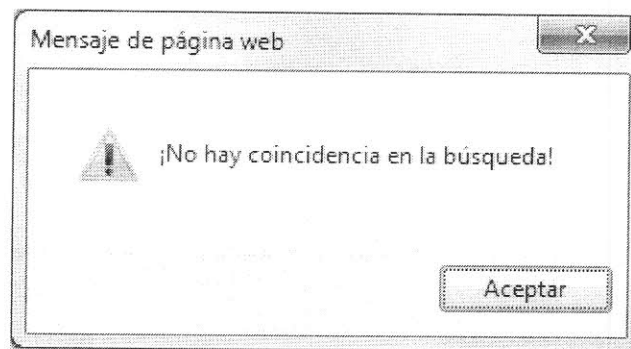 Mensaje de página web
¡No hay coincidencia en la búsqueda!
Aceptar